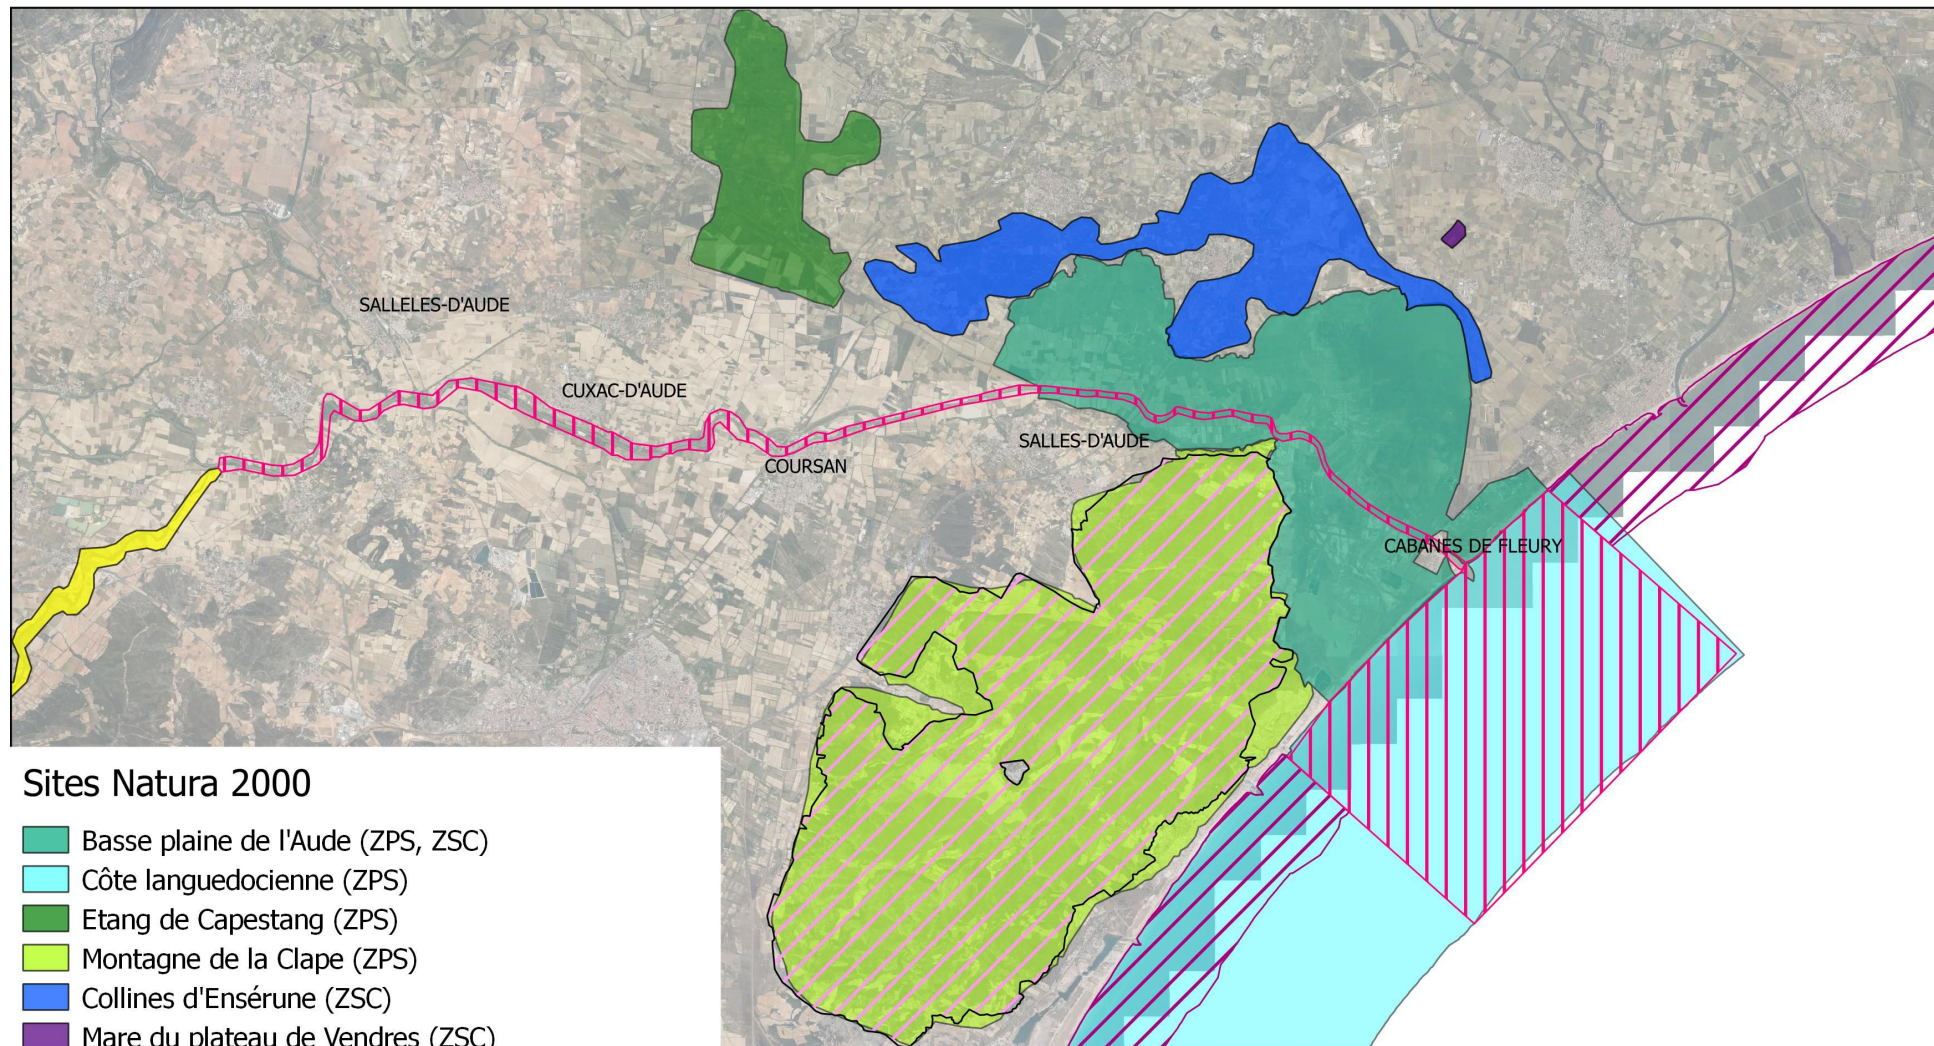 SALLELES-D'AUDE
CUXAC-D'AUDE
SALLES-D'AUDE
COURSAN
CABANES DE FLEURY
Sites Natura 2000
Basse plaine de l'Aude (ZPS, ZSC)
Côte languedocienne (ZPS)
Etang de Capestang (ZPS)
Montagne de la Clape (ZPS)
Collines d'Ensérune (ZSC)
Mare du plateau de Vendres (ZSC)